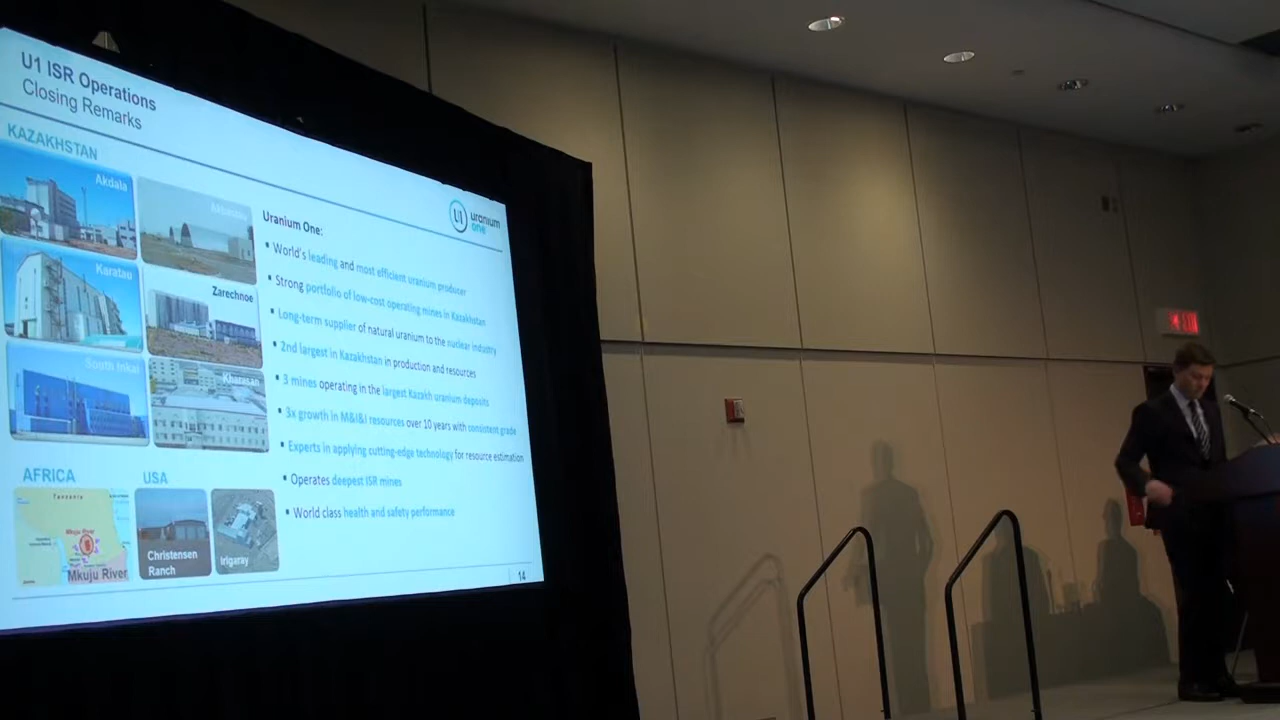 U1 ISR Operations
Closing Remarks
KAZAKHSTAN
Akdala
Akbastau
Karatau
Zarechnoe
South Inkai
Kharasan
U1
uranium
one
Uranium One:
▪ World's leading and most efficient uranium producer
▪ Strong portfolio of low-cost operating mines in Kazakhstan
▪ Long-term supplier of natural uranium to the nuclear industry
▪ 2nd largest in Kazakhstan in production and resources
▪ 3 mines operating in the largest Kazakh uranium deposits
▪ 3x growth in M&I&I resources over 10 years with consistent grade
▪ Experts in applying cutting-edge technology for resource estimation
▪ Operates deepest ISR mines
▪ World class health and safety performance
AFRICA
USA
Tanzania
Mkuju River
Mkuju River
Christensen
Ranch
Irigaray
14